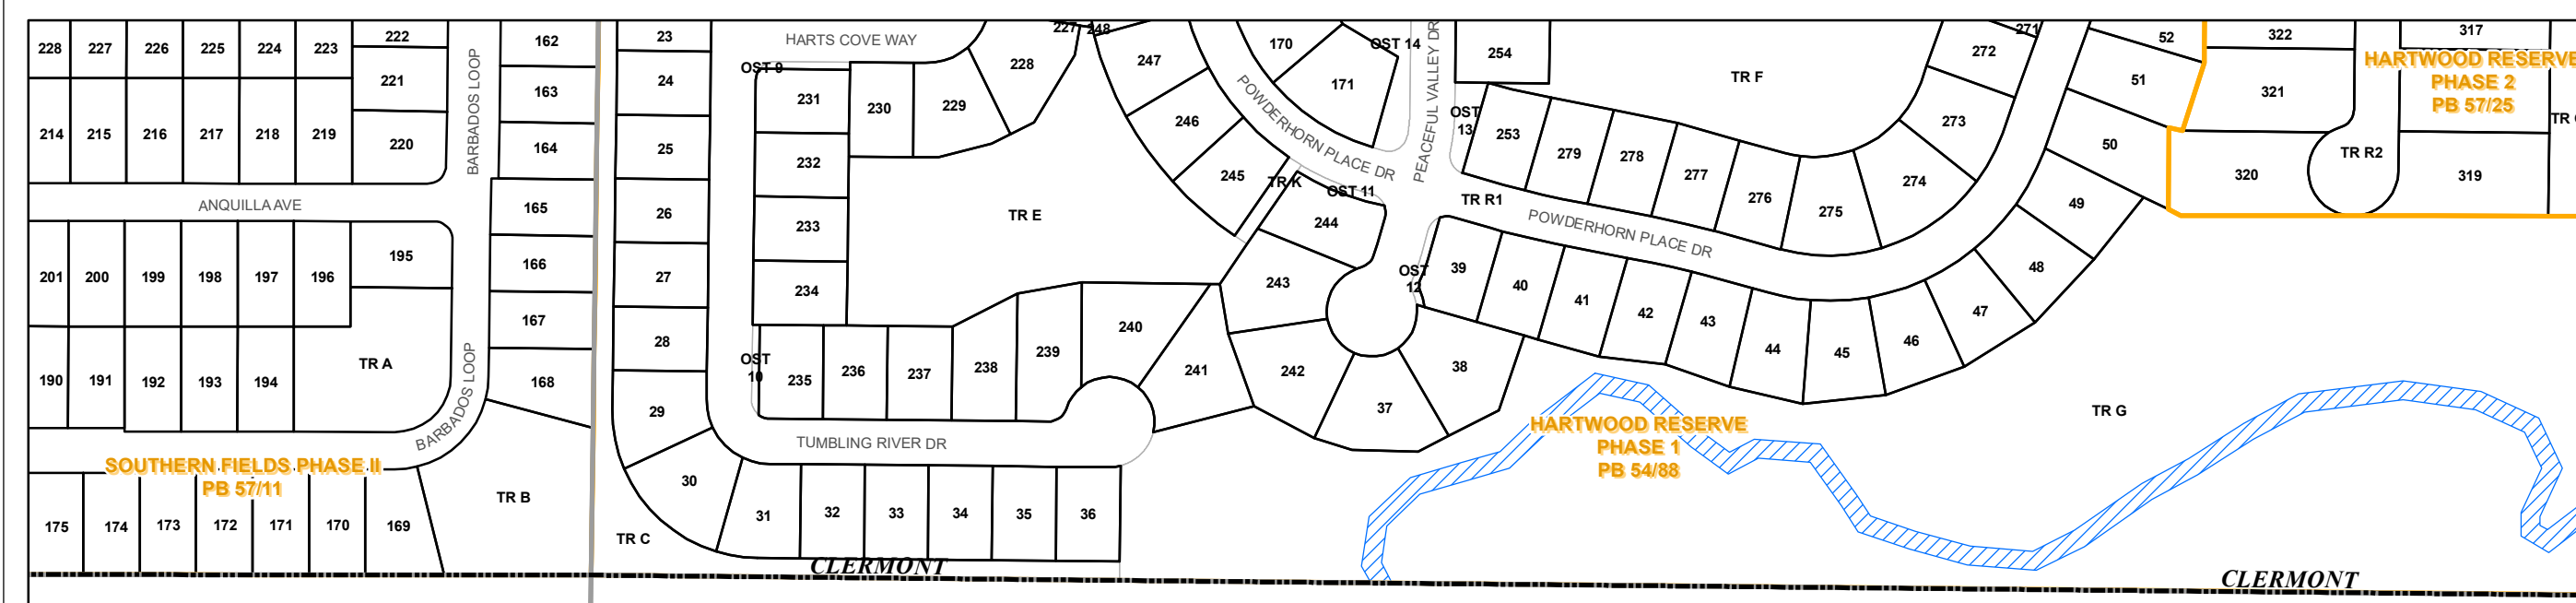 228 227 226 225 224 223 222
221
214 215 216 217 218 219 220
BARBADOS LOOP
162
163
164
165
166
167
168
ANQUILLA AVE
201 200 199 198 197 196 195
190 191 192 193 194 TR A
BARBADOS LOOP
SOUTHERN FIELDS PHASE II
PB 57/11
175 174 173 172 171 170 169
TR B
23
24
25
26
27
28
29
30
TR C
31 32 33 34 35 36
HARTS COVE WAY
OST 9
231
232
233
234
230 229 228 227
TR E
OST
10
235 236 237 238 239 240 241
TUMBLING RIVER DR
CLERMONT
248
247
246
245
TR K
170
171
OST 14
POWDERHORN PLACE DR
PEACEFUL VALLEY DR
OST 11
244
243
242
37
38
OST
12
OST
13
254
TR F
253 279 278 277 276 275 274 273 272 271
TR R1
POWDERHORN PLACE DR
39 40 41 42 43 44 45 46 47 48 49 50 51 52
HARTWOOD RESERVE
PHASE 1
PB 54/88
TR G
322
321
320
TR R2
317
HARTWOOD RESERVE
PHASE 2
PB 57/25
319
CLERMONT